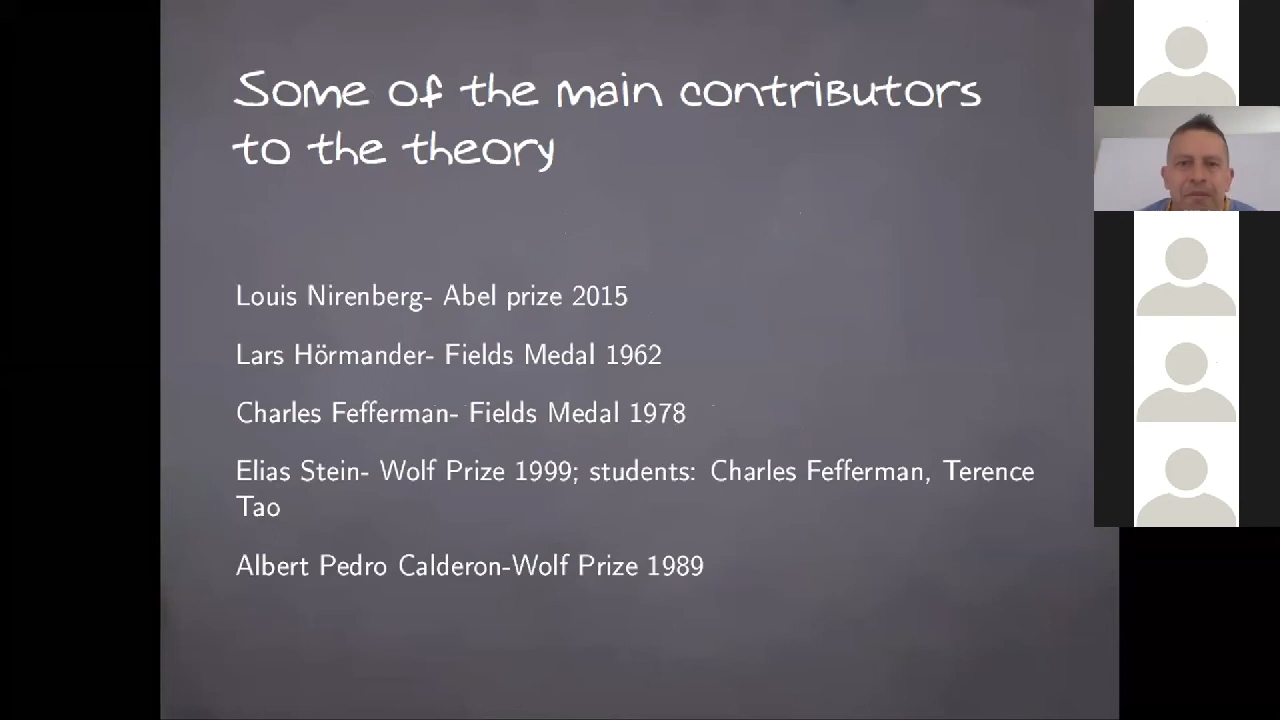 Some of the main contributors
to the theory
Louis Nirenberg- Abel prize 2015
Lars Hörmander- Fields Medal 1962
Charles Fefferman- Fields Medal 1978
Elias Stein- Wolf Prize 1999; students: Charles Fefferman, Terence
Tao
Albert Pedro Calderon-Wolf Prize 1989